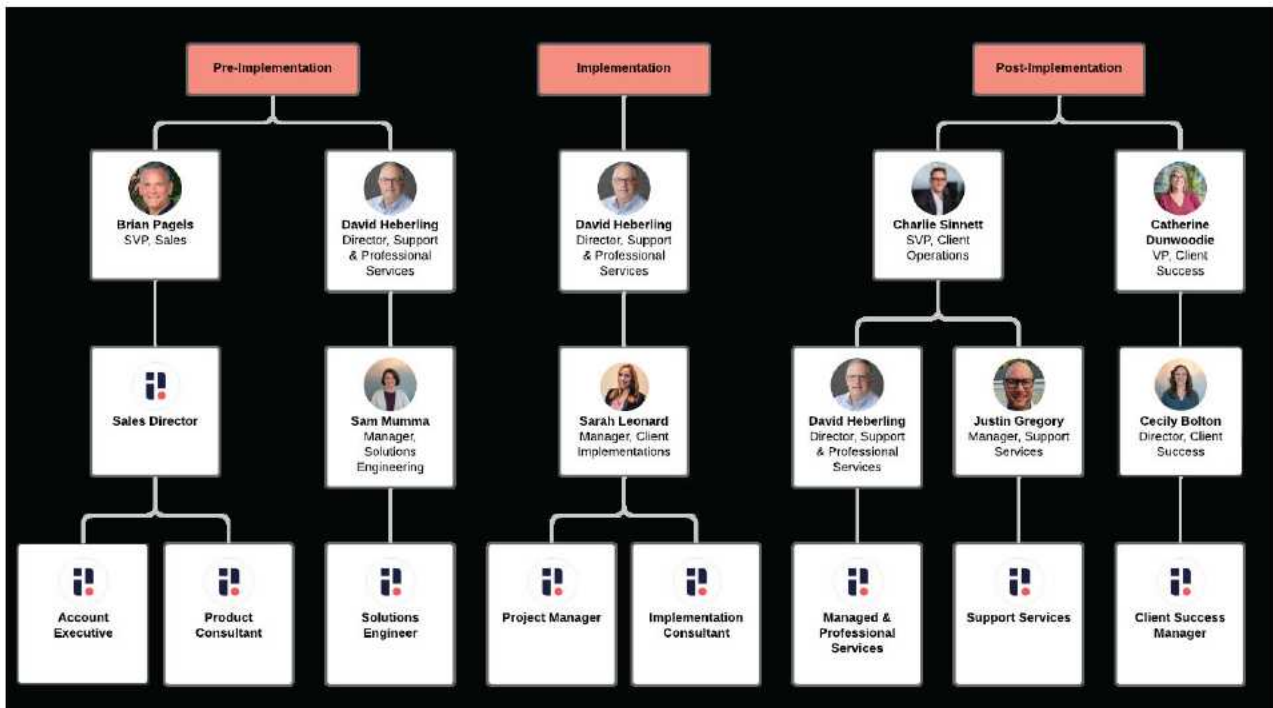 Pre-Implementation
Implementation
Post-Implementation
Brian Pagels
SVP, Sales
David Heberling
Director, Support
& Professional
Services
David Heberling
Director, Support
& Professional
Services
Charlie Sinnett
SVP, Client
Operations
Catherine
Dunwoodie
VP, Client
Success
Sales Director
Sam Mumma
Manager,
Solutions
Engineering
Sarah Leonard
Manager, Client
Implementations
David Heberling
Director, Support
& Professional
Services
Justin Gregory
Manager, Support
Services
Cecily Bolton
Director, Client
Success
Account
Executive
Product
Consultant
Solutions
Engineer
Project Manager
Implementation
Consultant
Managed &
Professional
Services
Support Services
Client Success
Manager